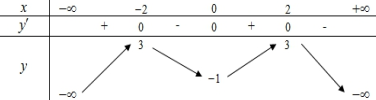 x −∞ −2 0 2 +∞
y' + 0 - 0 + 0 -
3 3
y
−1
−∞ −∞